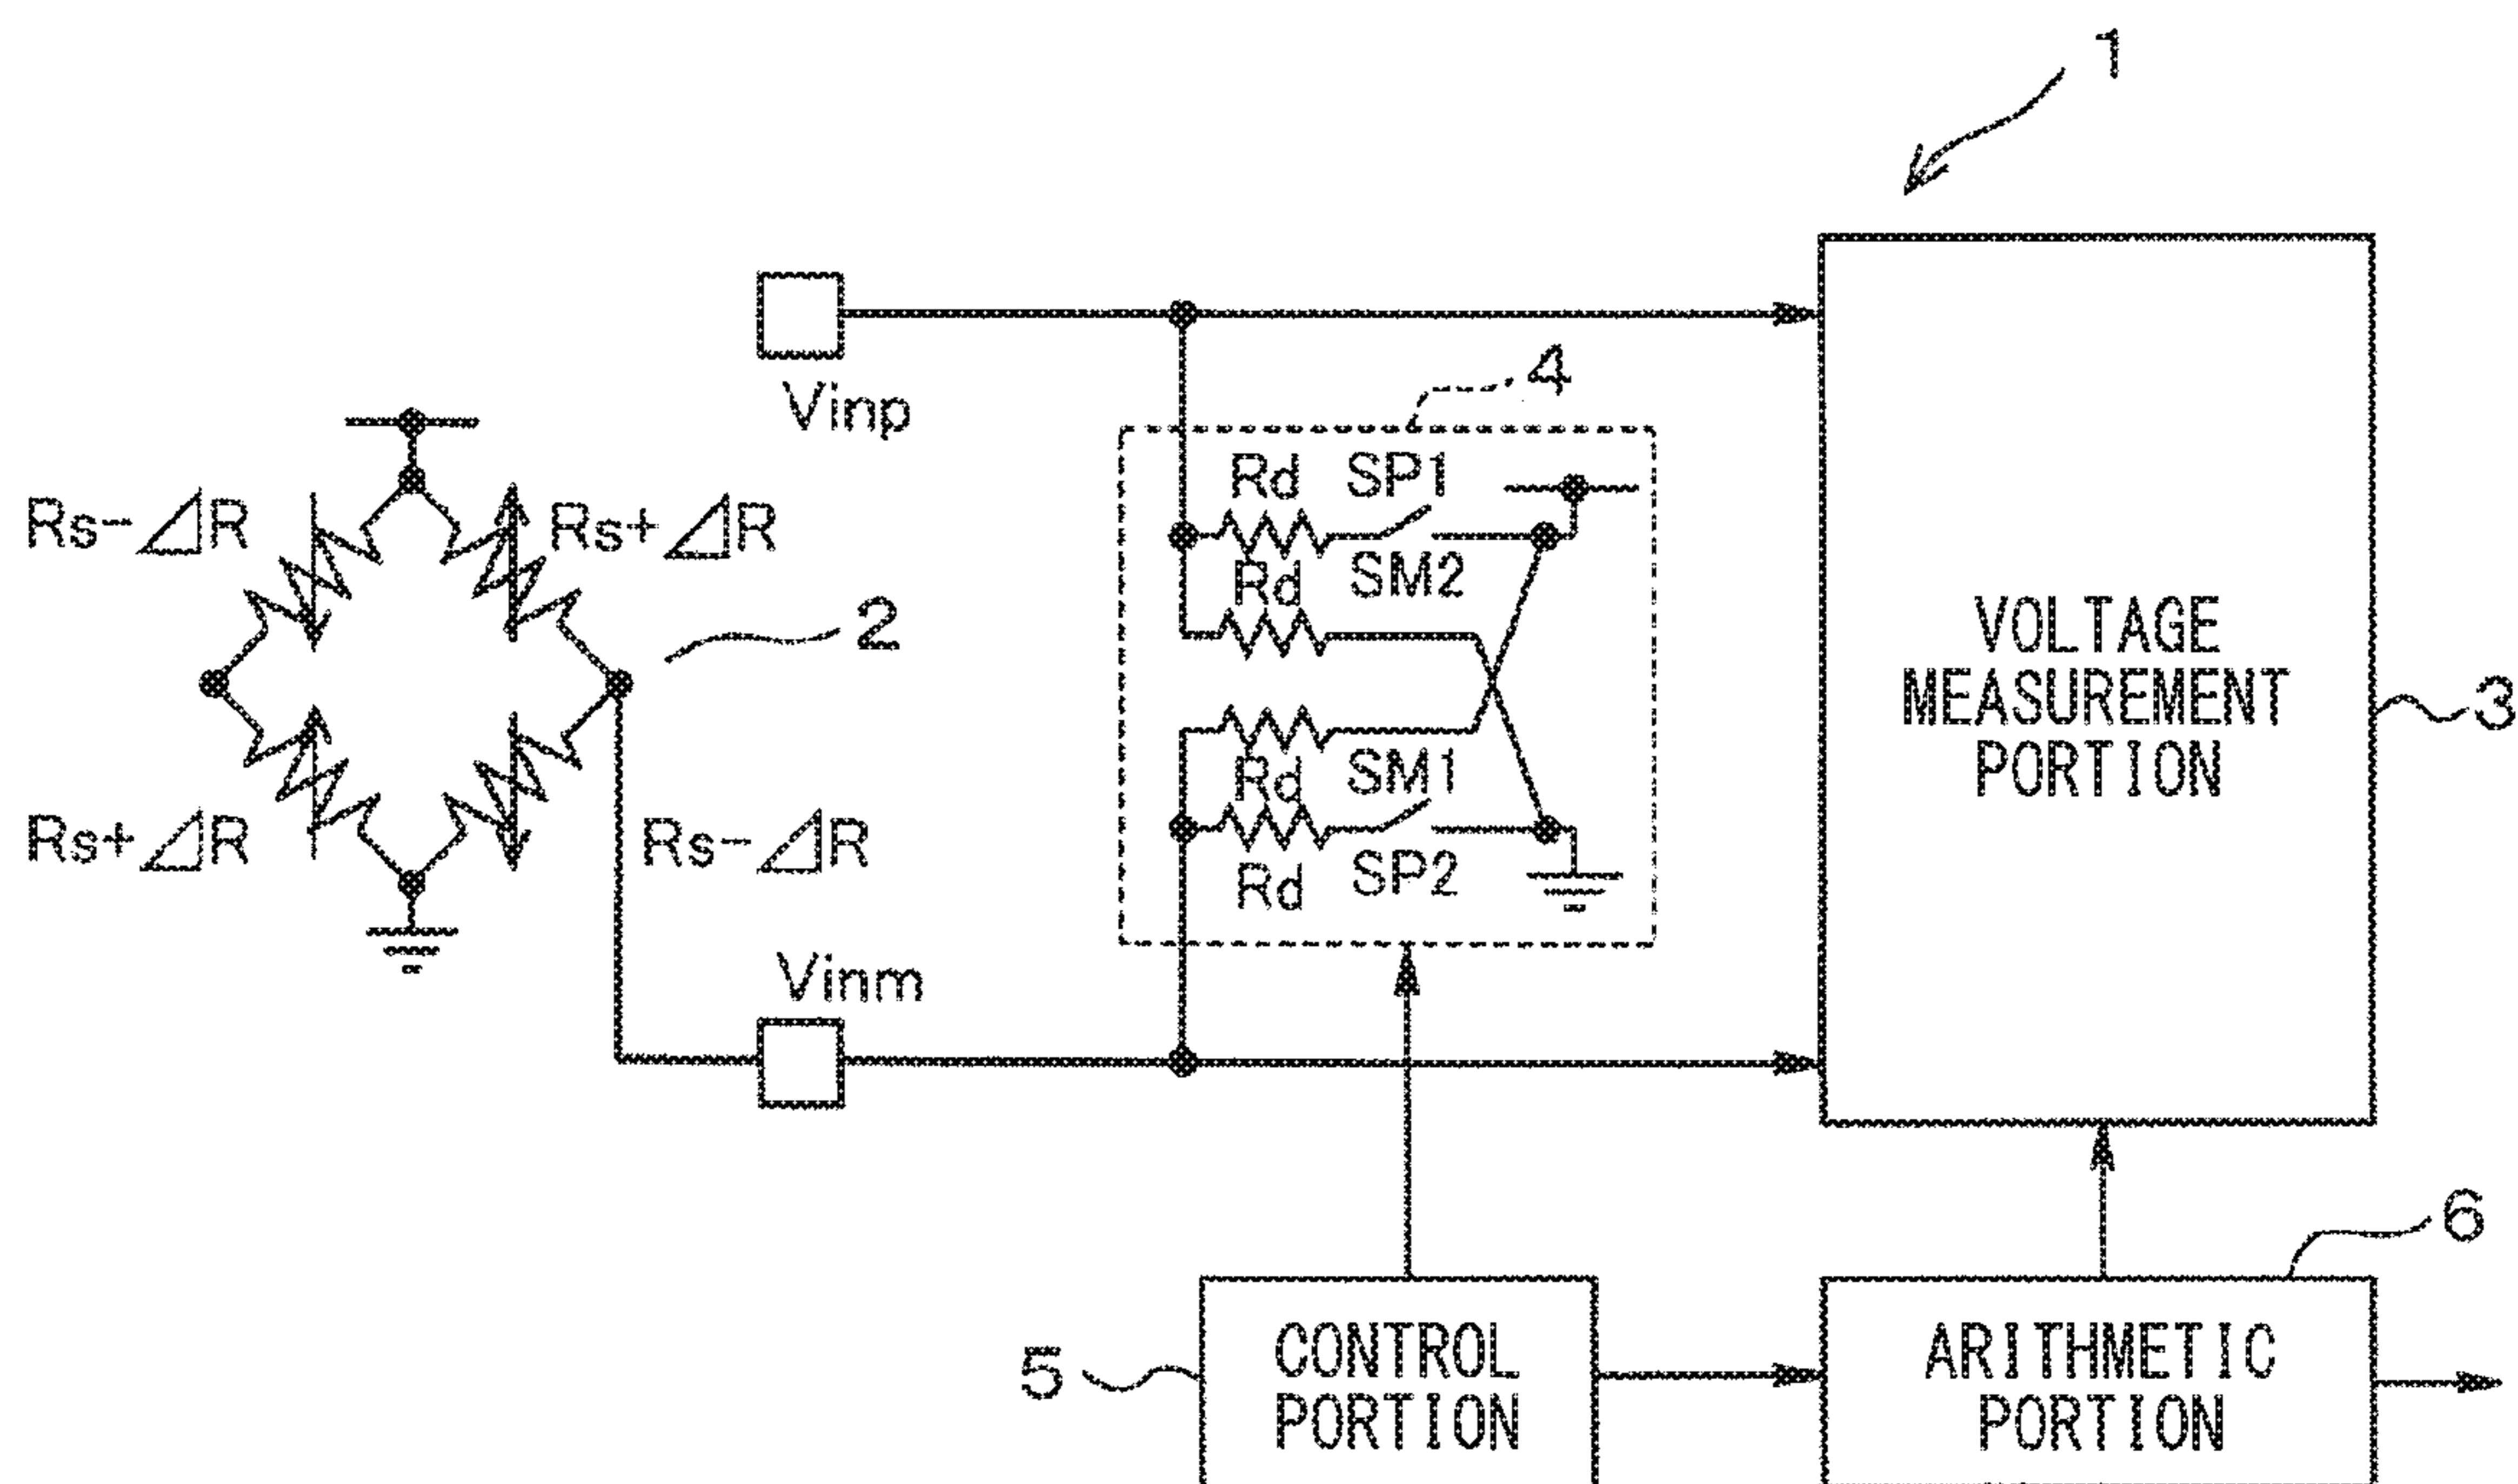 1
Vinp
4
Rs-⊿R
Rs+⊿R
Rd SP1
Rd SM2
2
VOLTAGE
MEASUREMENT
PORTION
3
Rd SM1
Rs+⊿R
Rs-⊿R
Rd SP2
Vinm
6
5
CONTROL
PORTION
ARITHMETIC
PORTION